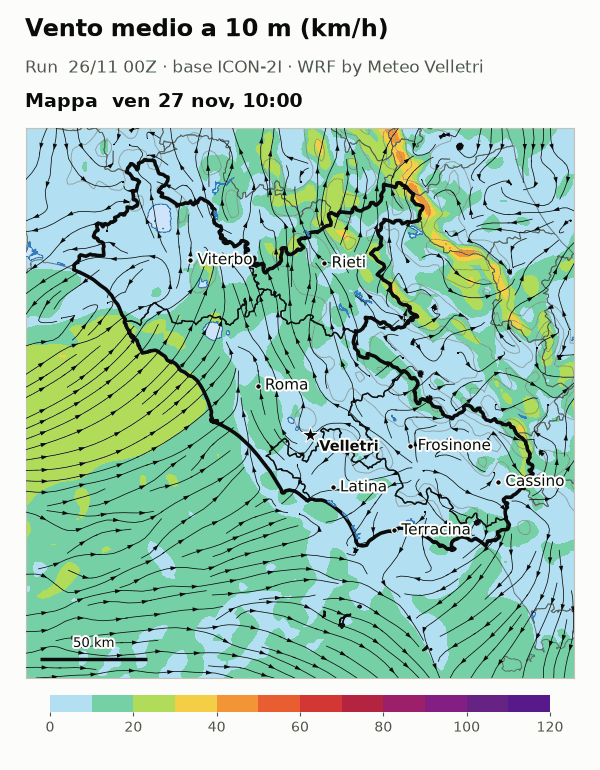 Vento medio a 10 m (km/h)
Run 26/11 00Z · base ICON-2I · WRF by Meteo Velletri
Mappa ven 27 nov, 10:00
Viterbo
Rieti
Roma
Velletri
Frosinone
Cassino
Latina
Terracina
50 km
0 20 40 60 80 100 120